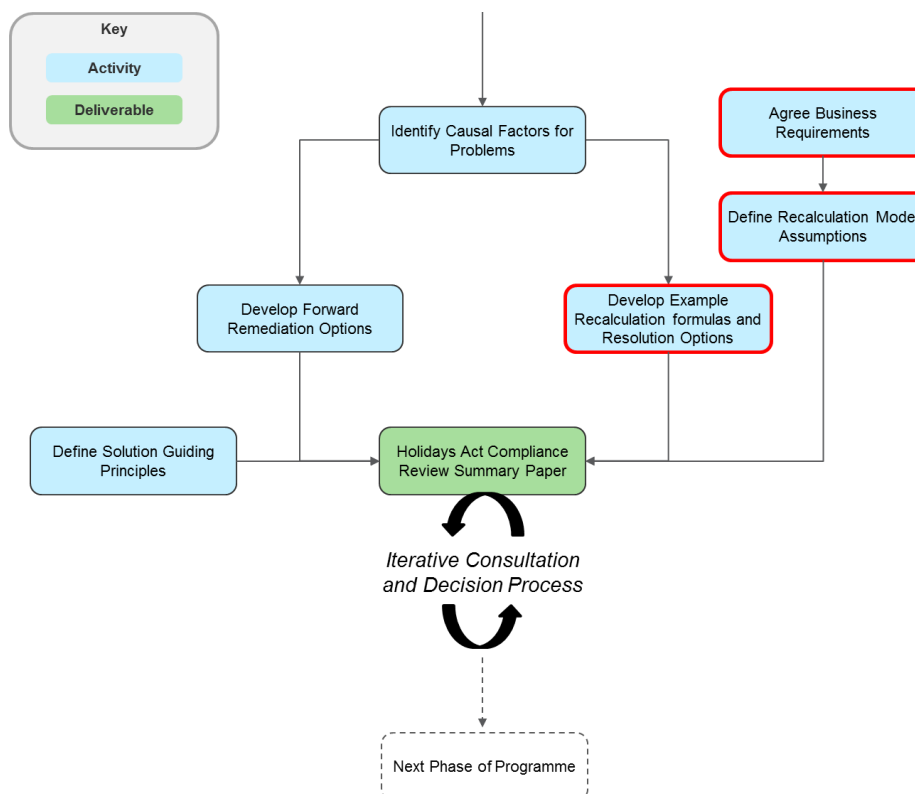 Key
Activity
Deliverable
Identify Causal Factors for
Problems
Agree Business
Requirements
Define Recalculation Model
Assumptions
Develop Forward
Remediation Options
Develop Example
Recalculation formulas and
Resolution Options
Define Solution Guiding
Principles
Holidays Act Compliance
Review Summary Paper
Iterative Consultation
and Decision Process
Next Phase of Programme